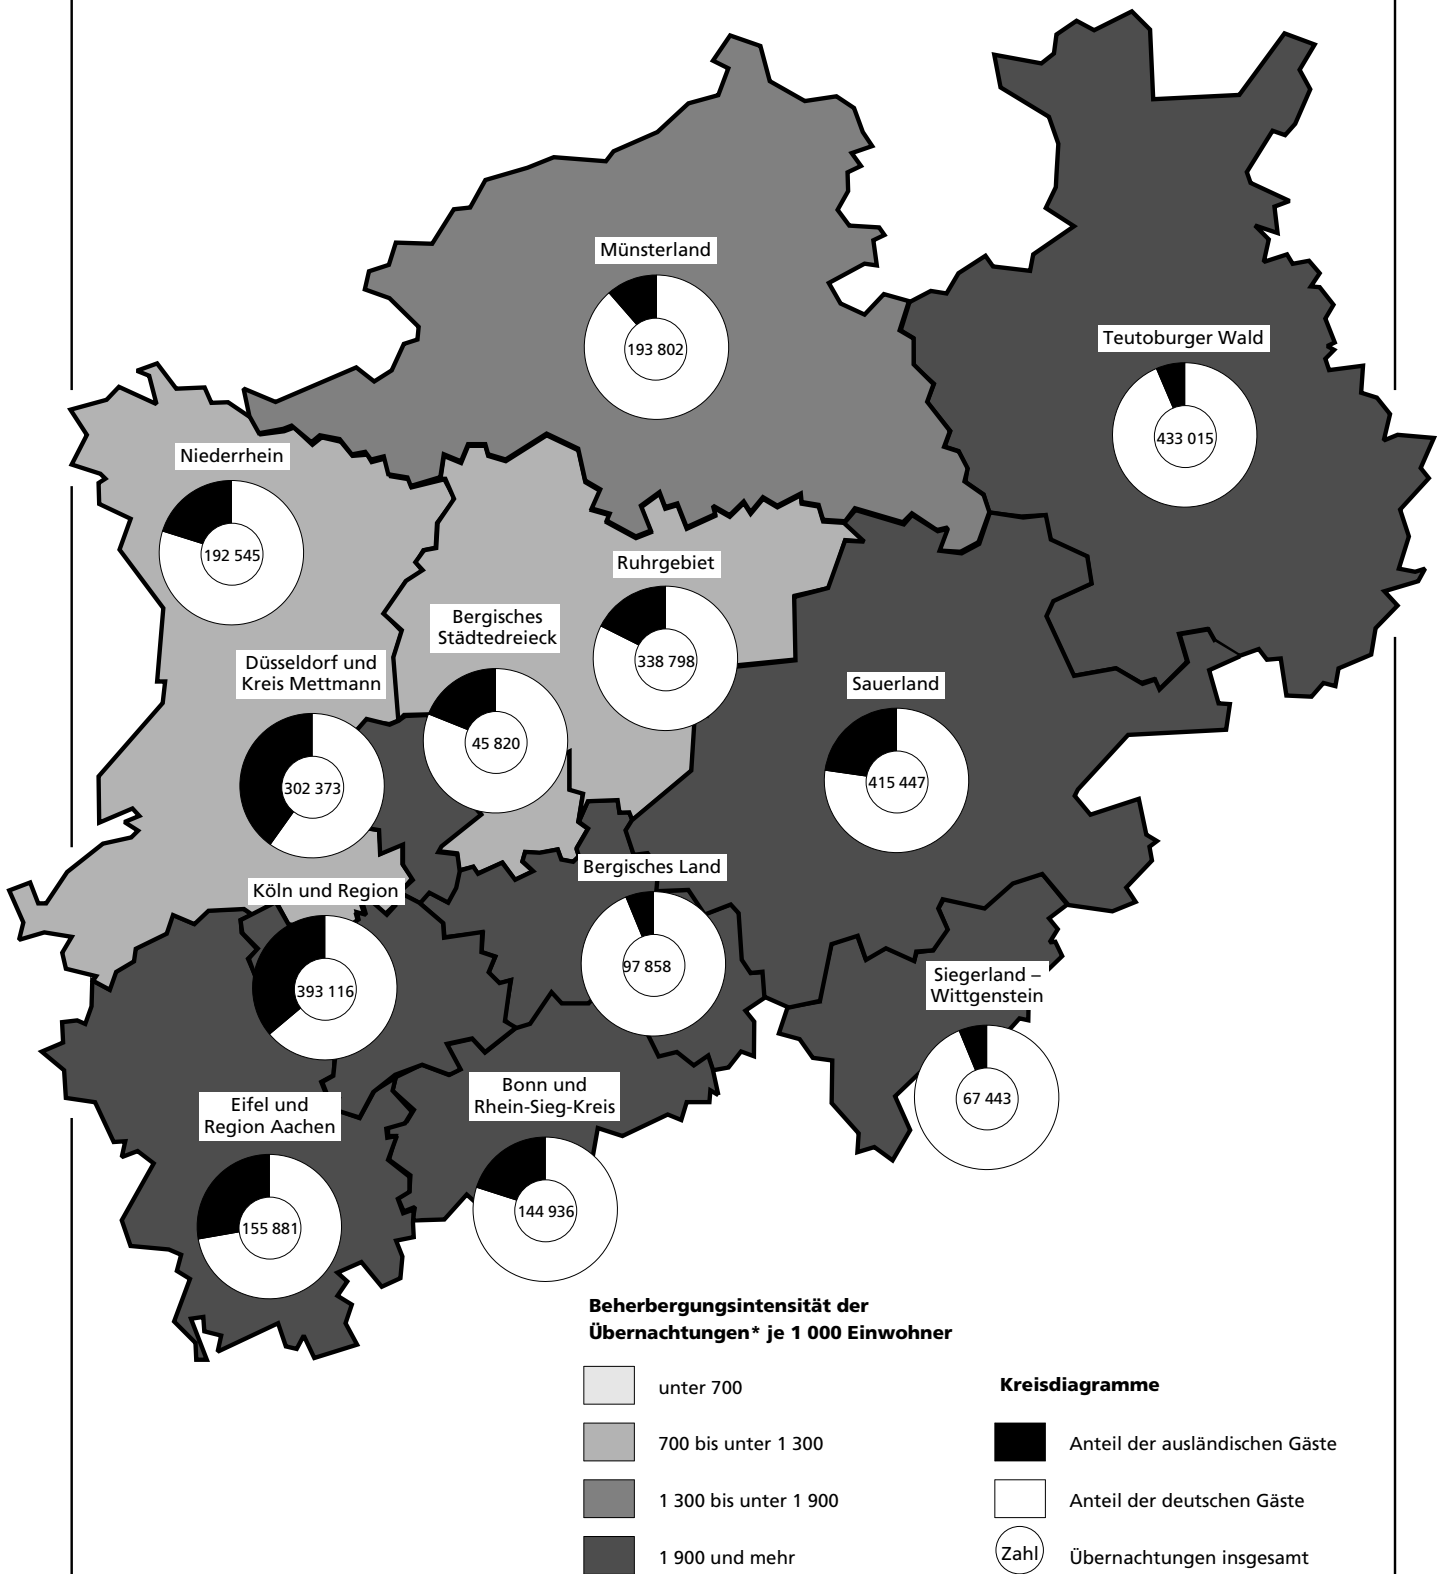 Münsterland
193 802
Teutoburger Wald
433 015
Niederrhein
192 545
Ruhrgebiet
338 798
Bergisches
Städtedreieck
45 820
Düsseldorf und
Kreis Mettmann
302 373
Sauerland
415 447
Bergisches Land
97 858
Köln und Region
393 116
Siegerland –
Wittgenstein
67 443
Bonn und
Rhein-Sieg-Kreis
144 936
Eifel und
Region Aachen
155 881
Beherbergungsintensität der
Übernachtungen* je 1 000 Einwohner
unter 700
700 bis unter 1 300
1 300 bis unter 1 900
1 900 und mehr
Kreisdiagramme
Anteil der ausländischen Gäste
Anteil der deutschen Gäste
Zahl Übernachtungen insgesamt